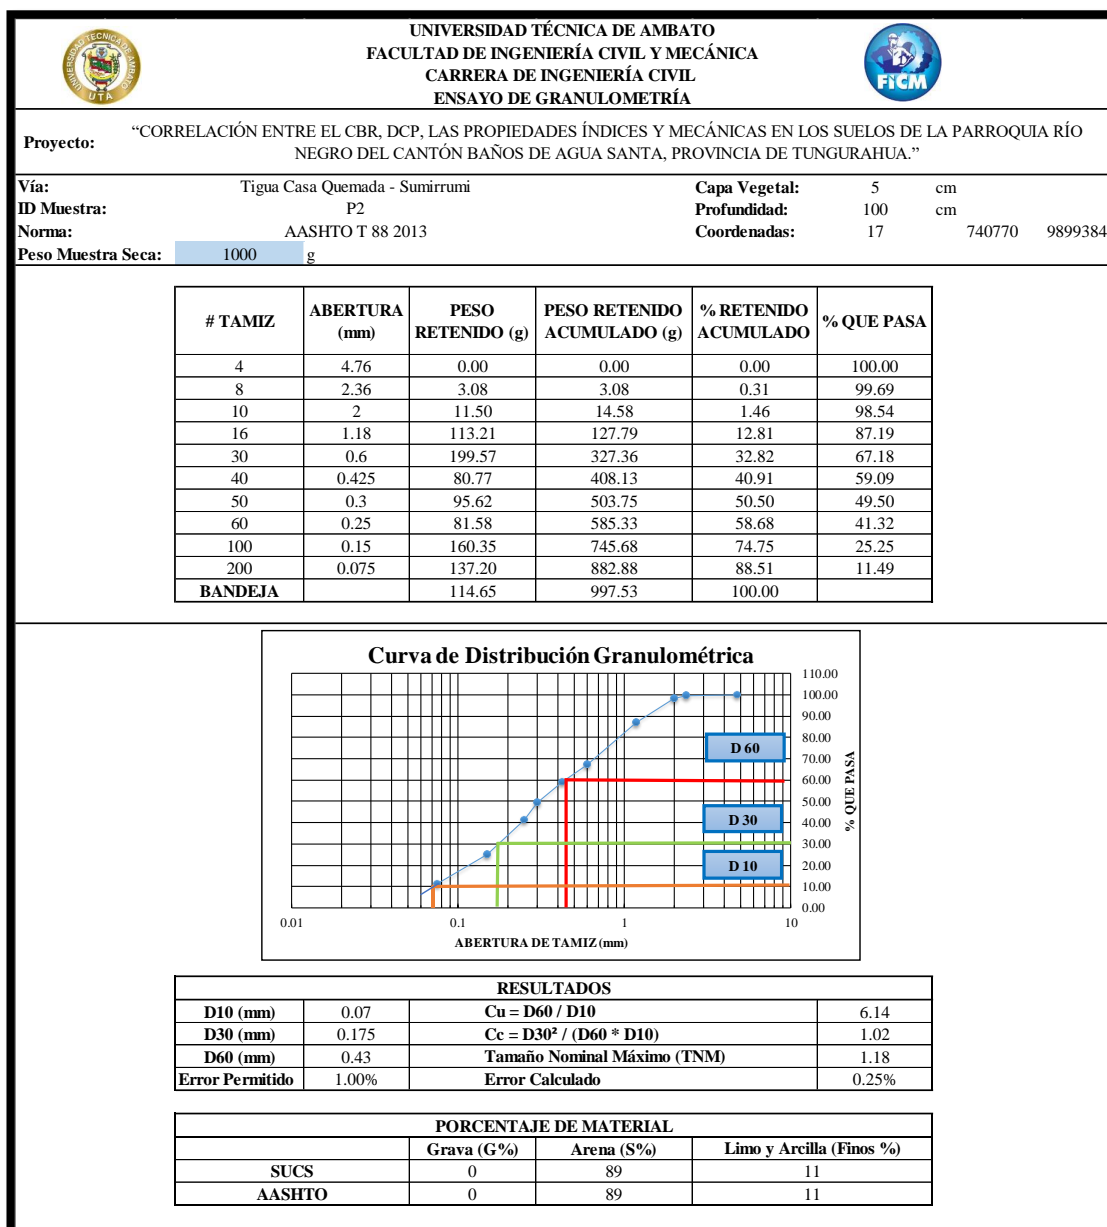 UNIVERSIDAD TÉCNICA DE AMBATO
FACULTAD DE INGENIERÍA CIVIL Y MECÁNICA
CARRERA DE INGENIERÍA CIVIL
ENSAYO DE GRANULOMETRÍA
UNIVERSIDAD TECNICA DE AMBATO
UTA
FICM
Proyecto: “CORRELACIÓN ENTRE EL CBR, DCP, LAS PROPIEDADES ÍNDICES Y MECÁNICAS EN LOS SUELOS DE LA PARROQUIA RÍO
NEGRO DEL CANTÓN BAÑOS DE AGUA SANTA, PROVINCIA DE TUNGURAHUA.”
Vía: Tigua Casa Quemada - Sumirrumi Capa Vegetal: 5 cm
ID Muestra: P2 Profundidad: 100 cm
Norma: AASHTO T 88 2013 Coordenadas: 17 740770 9899384
Peso Muestra Seca: 1000 g
# TAMIZ ABERTURA (mm) PESO RETENIDO (g) PESO RETENIDO ACUMULADO (g) % RETENIDO ACUMULADO % QUE PASA
4 4.76 0.00 0.00 0.00 100.00
8 2.36 3.08 3.08 0.31 99.69
10 2 11.50 14.58 1.46 98.54
16 1.18 113.21 127.79 12.81 87.19
30 0.6 199.57 327.36 32.82 67.18
40 0.425 80.77 408.13 40.91 59.09
50 0.3 95.62 503.75 50.50 49.50
60 0.25 81.58 585.33 58.68 41.32
100 0.15 160.35 745.68 74.75 25.25
200 0.075 137.20 882.88 88.51 11.49
BANDEJA 114.65 997.53 100.00
Curva de Distribución Granulométrica
110.00
100.00
90.00
80.00
70.00
60.00
50.00
40.00
30.00
20.00
10.00
0.00
% QUE PASA
D 60
D 30
D 10
0.01 0.1 1 10
ABERTURA DE TAMIZ (mm)
RESULTADOS
D10 (mm) 0.07 Cu = D60 / D10 6.14
D30 (mm) 0.175 Cc = D30² / (D60 * D10) 1.02
D60 (mm) 0.43 Tamaño Nominal Máximo (TNM) 1.18
Error Permitido 1.00% Error Calculado 0.25%
PORCENTAJE DE MATERIAL
Grava (G%) Arena (S%) Limo y Arcilla (Finos %)
SUCS 0 89 11
AASHTO 0 89 11